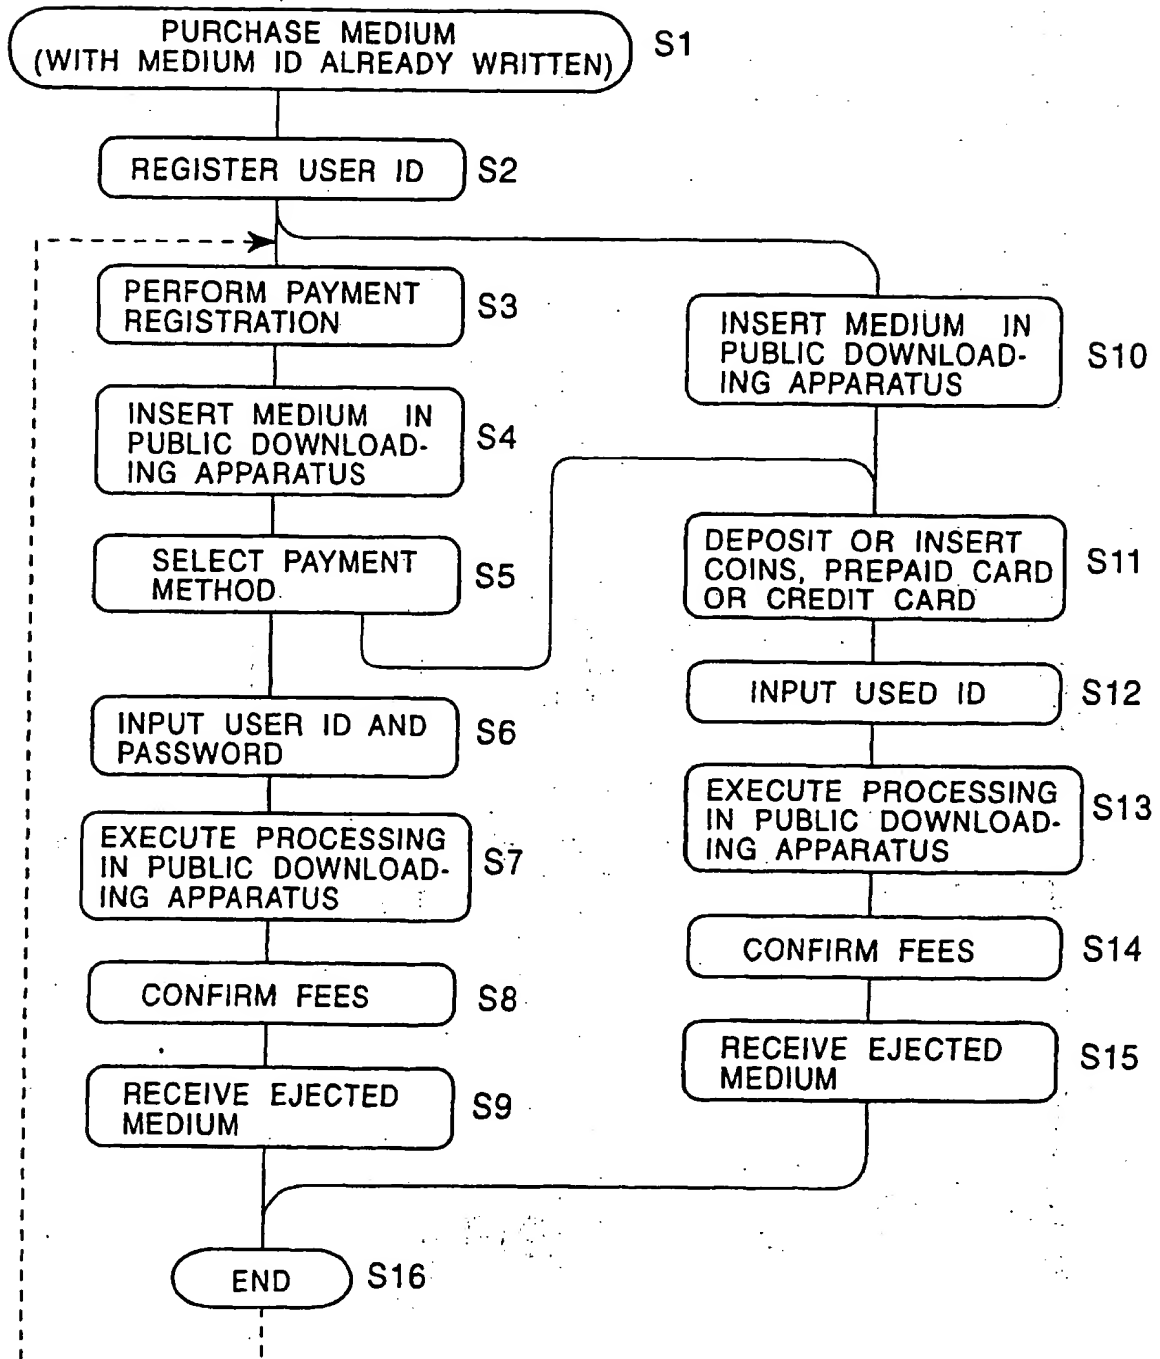 PURCHASE MEDIUM
(WITH MEDIUM ID ALREADY WRITTEN)
S1
REGISTER USER ID
S2
PERFORM PAYMENT
REGISTRATION
S3
INSERT MEDIUM IN
PUBLIC DOWNLOAD-
ING APPARATUS
S4
SELECT PAYMENT
METHOD
S5
INPUT USER ID AND
PASSWORD
S6
EXECUTE PROCESSING
IN PUBLIC DOWNLOAD-
ING APPARATUS
S7
CONFIRM FEES
S8
RECEIVE EJECTED
MEDIUM
S9
INSERT MEDIUM IN
PUBLIC DOWNLOAD-
ING APPARATUS
S10
DEPOSIT OR INSERT
COINS, PREPAID CARD
OR CREDIT CARD
S11
INPUT USED ID
S12
EXECUTE PROCESSING
IN PUBLIC DOWNLOAD-
ING APPARATUS
S13
CONFIRM FEES
S14
RECEIVE EJECTED
MEDIUM
S15
END
S16